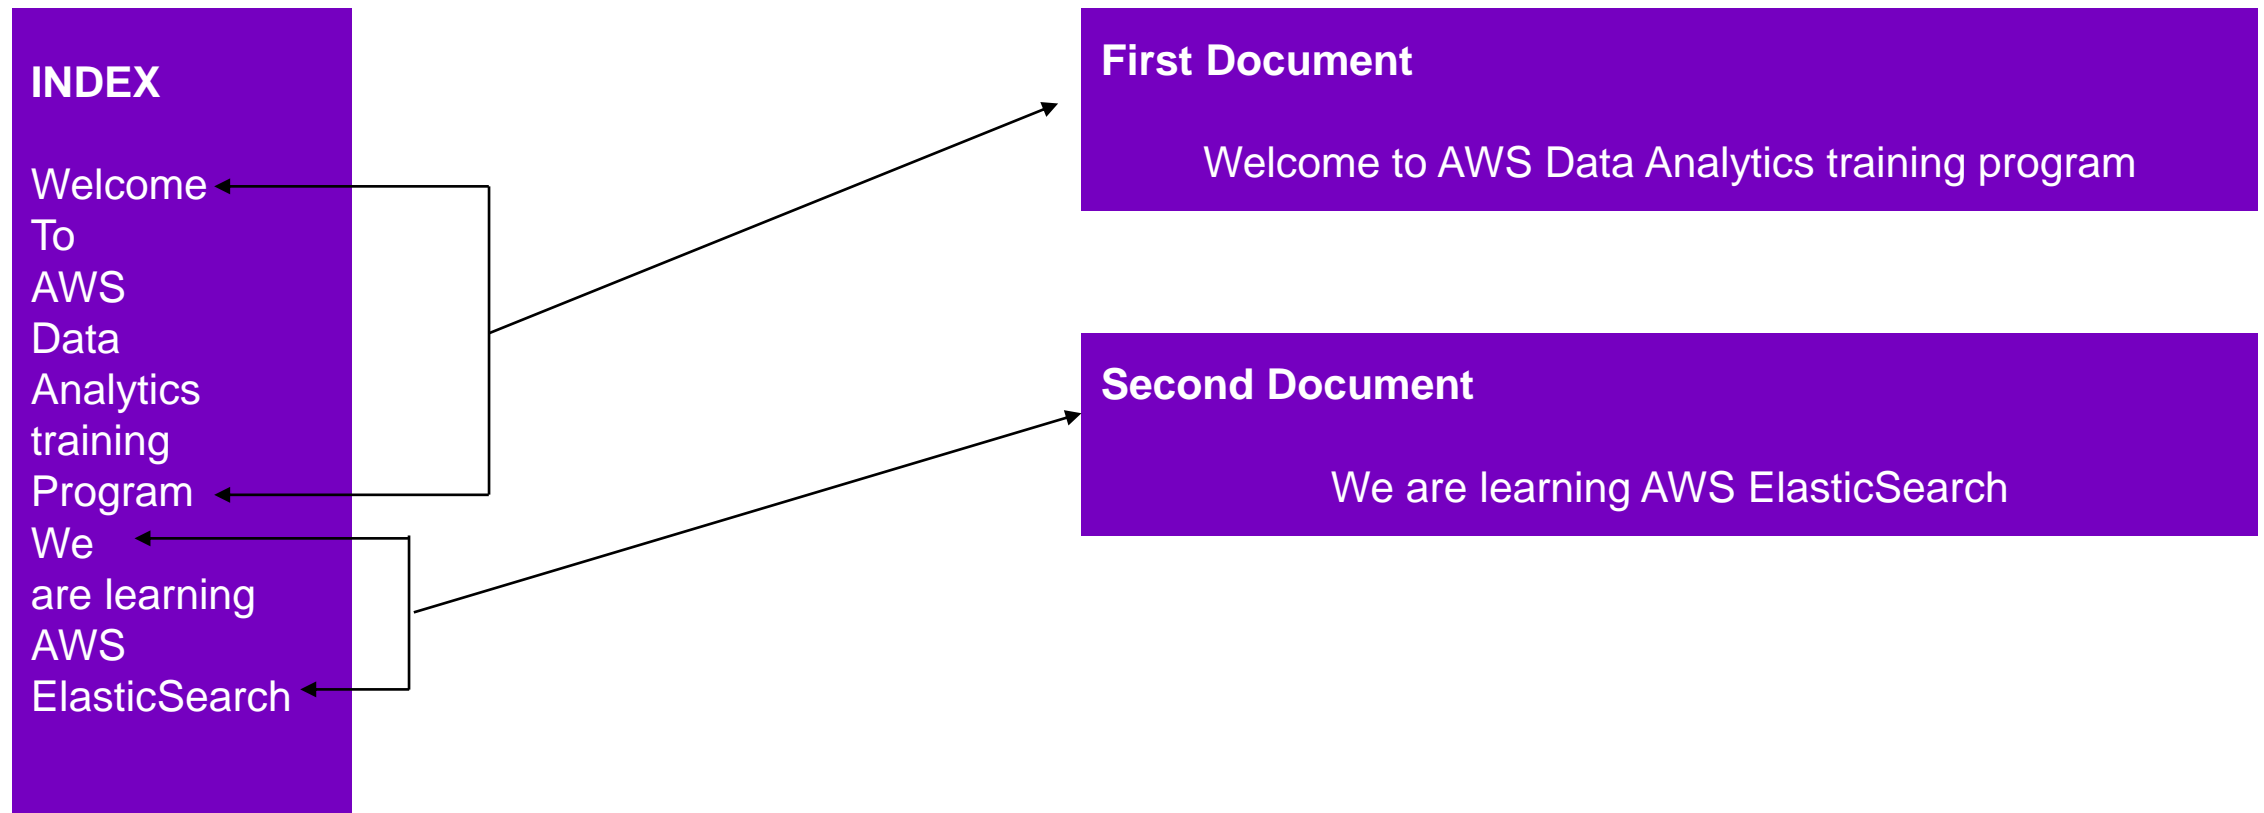 INDEX
Welcome
To
AWS
Data
Analytics
training
Program
We
are learning
AWS
ElasticSearch
First Document
Welcome to AWS Data Analytics training program
Second Document
We are learning AWS ElasticSearch